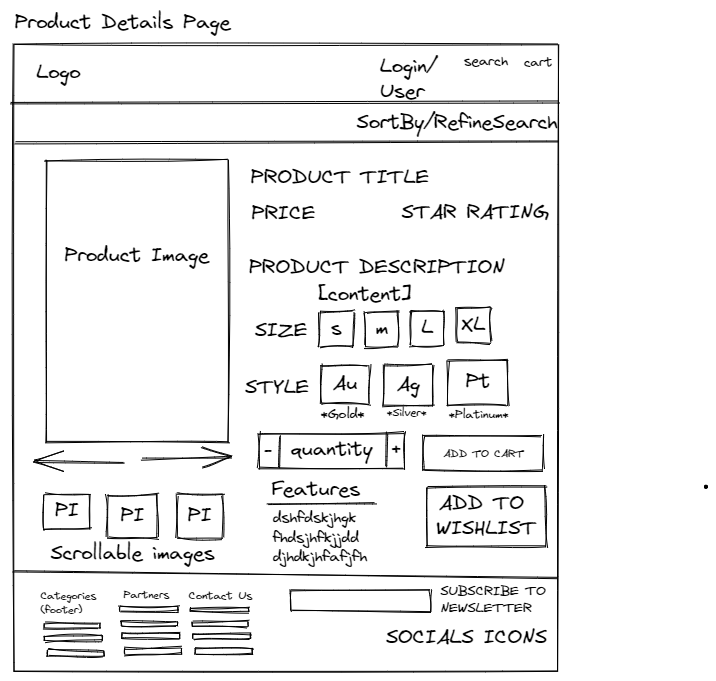 Product Details Page
Logo
Login/
User
search
cart
SortBy/RefineSearch
Product Image
PRODUCT TITLE
PRICE
STAR RATING
PRODUCT DESCRIPTION
[content]
SIZE
s
m
L
XL
STYLE
Au
Ag
Pt
*Gold*
*Silver*
*Platinum*
-
quantity
+
ADD TO CART
PI
PI
PI
Scrollable images
Features
dshfdskjhgk
fhdsjhfkjjdd
djhdkjhfafjfh
ADD TO
WISHLIST
Categories
(footer)
Partners
Contact Us
SUBSCRIBE TO
NEWSLETTER
SOCIALS ICONS